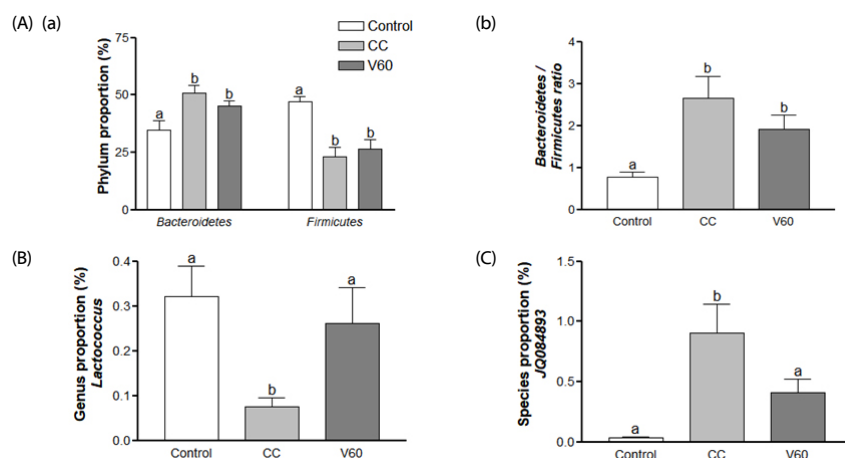 (A) (a)
Phylum proportion (%)
75
50
25
0
Control
CC
V60
a
b
b
a
b
b
Bacteroidetes
Firmicutes
(b)
Bacteroidetes /
Firmicutes ratio
4
3
2
1
0
a
b
b
Control
CC
V60
(B)
Genus proportion (%)
Lactococcus
0.4
0.3
0.2
0.1
0.0
a
b
a
Control
CC
V60
(C)
Species proportion (%)
JQ084893
1.5
1.0
0.5
0.0
a
b
a
Control
CC
V60